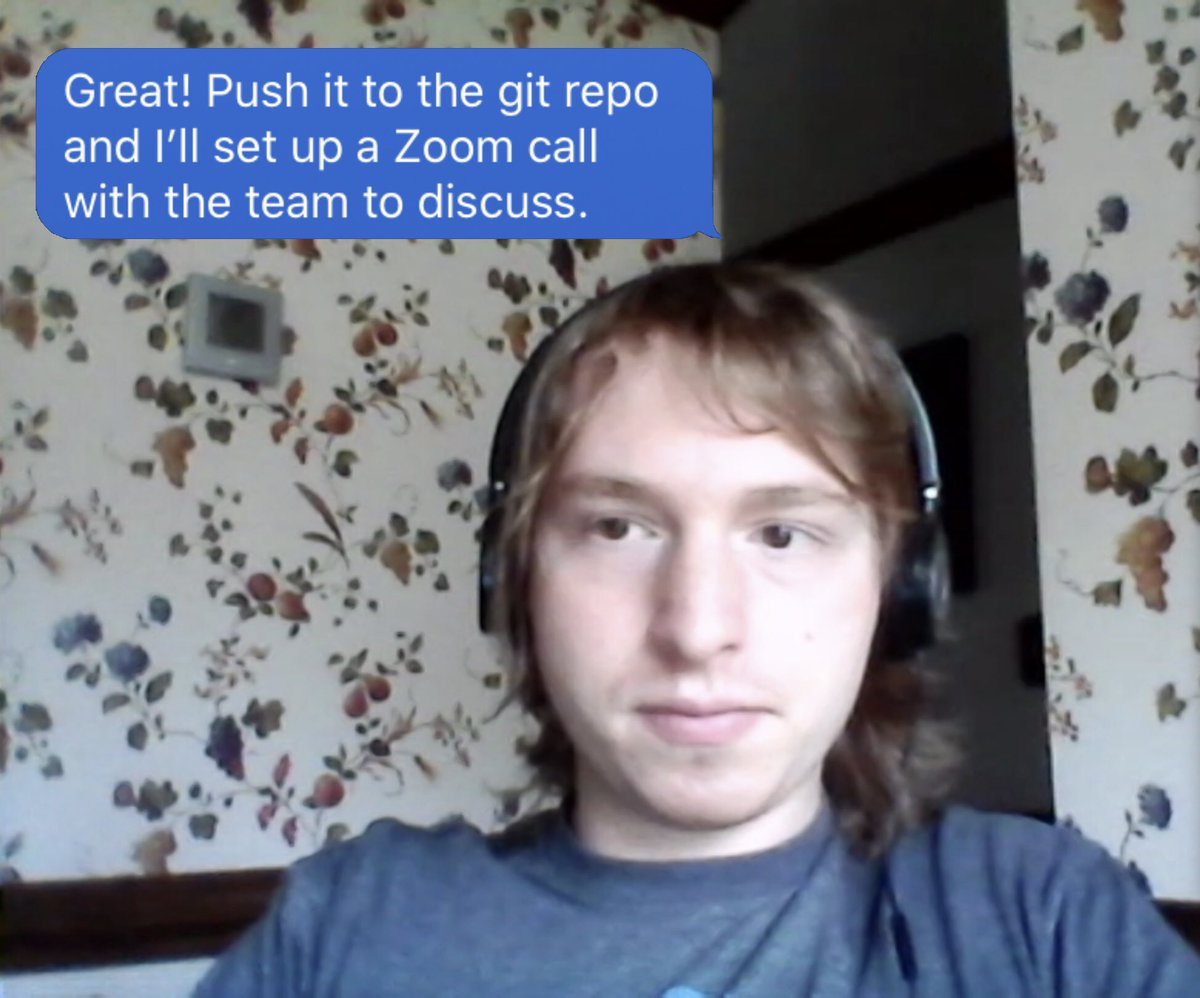 Great! Push it to the git repo
and I’ll set up a Zoom call
with the team to discuss.